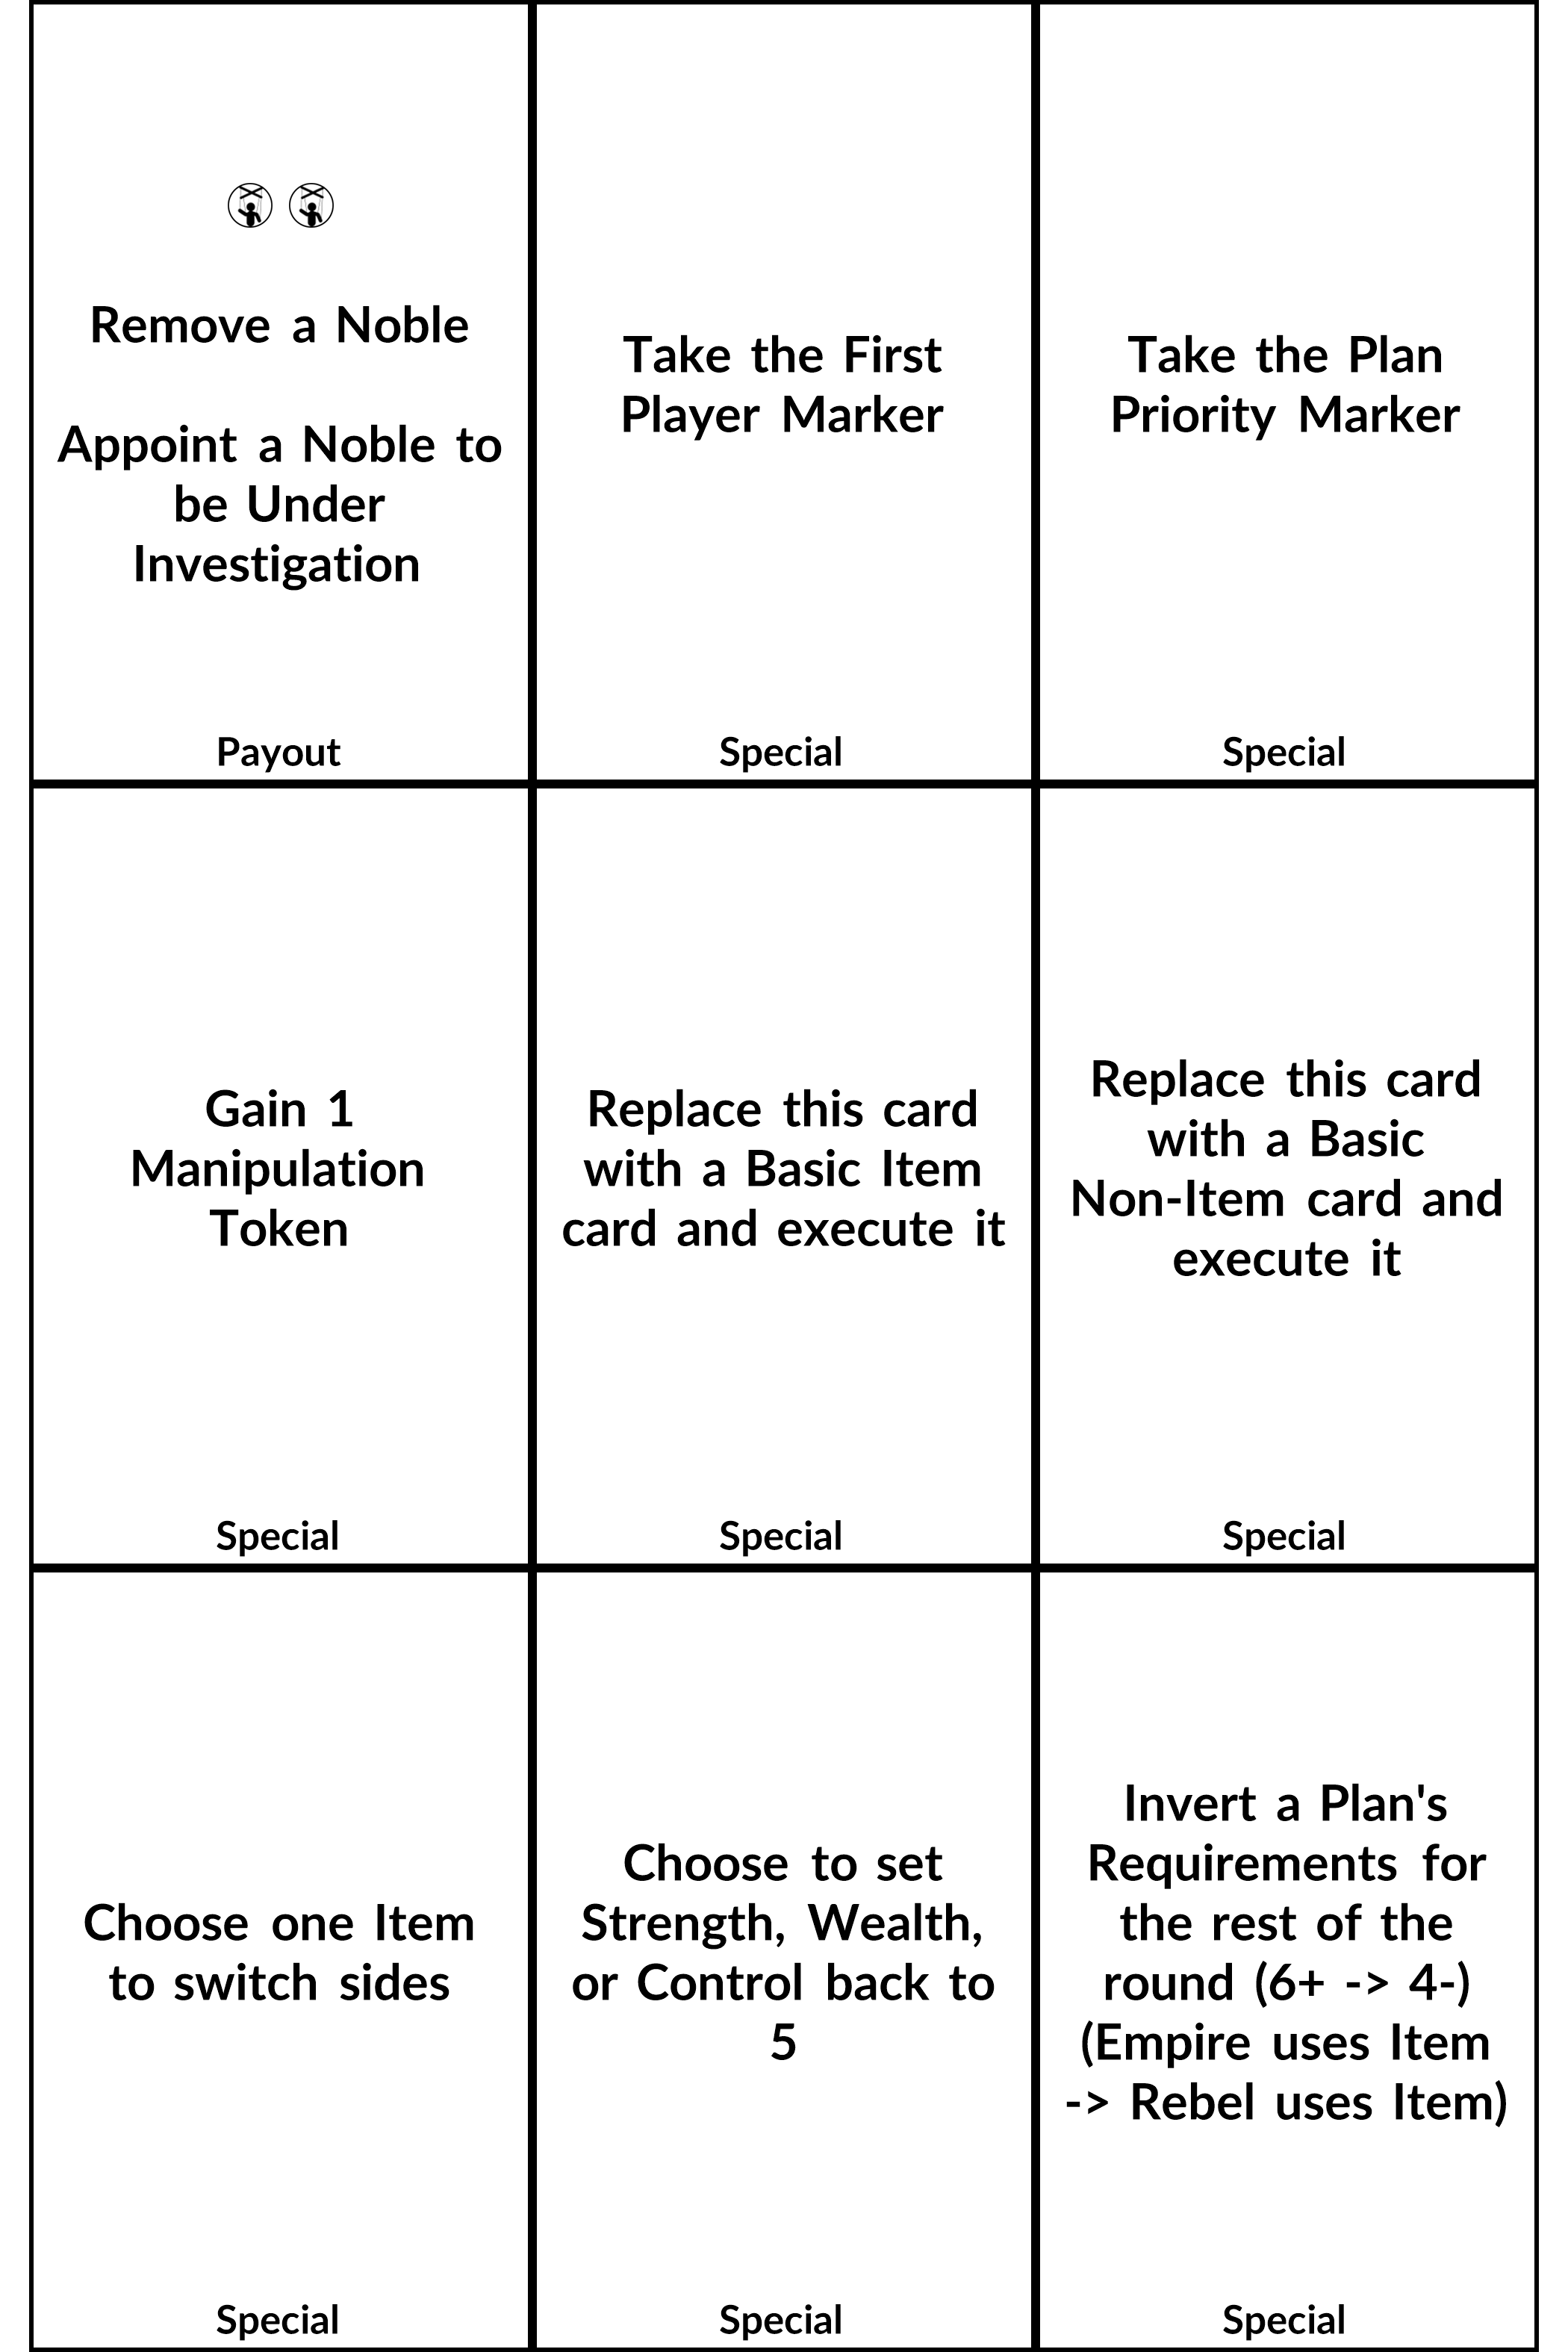 Remove a Noble
Appoint a Noble to
be Under
Investigation
Payout
Take the First
Player Marker
Special
Take the Plan
Priority Marker
Special
Gain 1
Manipulation
Token
Special
Replace this card
with a Basic Item
card and execute it
Special
Replace this card
with a Basic
Non-Item card and
execute it
Special
Choose one Item
to switch sides
Special
Choose to set
Strength, Wealth,
or Control back to
5
Special
Invert a Plan's
Requirements for
the rest of the
round (6+ -> 4-)
(Empire uses Item
-> Rebel uses Item)
Special